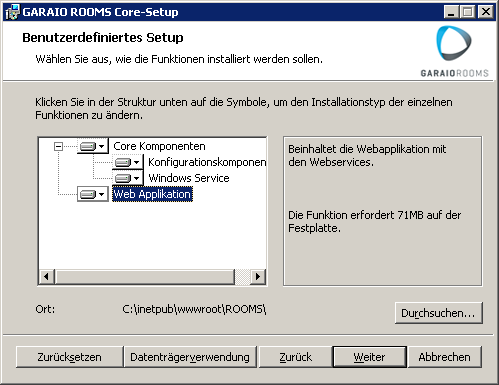 GARAIO ROOMS Core-Setup
Benutzerdefiniertes Setup
Wählen Sie aus, wie die Funktionen installiert werden sollen.
GARAIOROOMS
Klicken Sie in der Struktur unten auf die Symbole, um den Installationstyp der einzelnen
Funktionen zu ändern.
Core Komponenten
Konfigurationskomponen
Windows Service
Web Applikation
Beinhaltet die Webapplikation mit
den Webservices.
Die Funktion erfordert 71MB auf der
Festplatte.
Ort:
C:\inetpub\wwwroot\ROOMS\
Durchsuchen...
Zurücksetzen
Datenträgerverwendung
Zurück
Weiter
Abbrechen